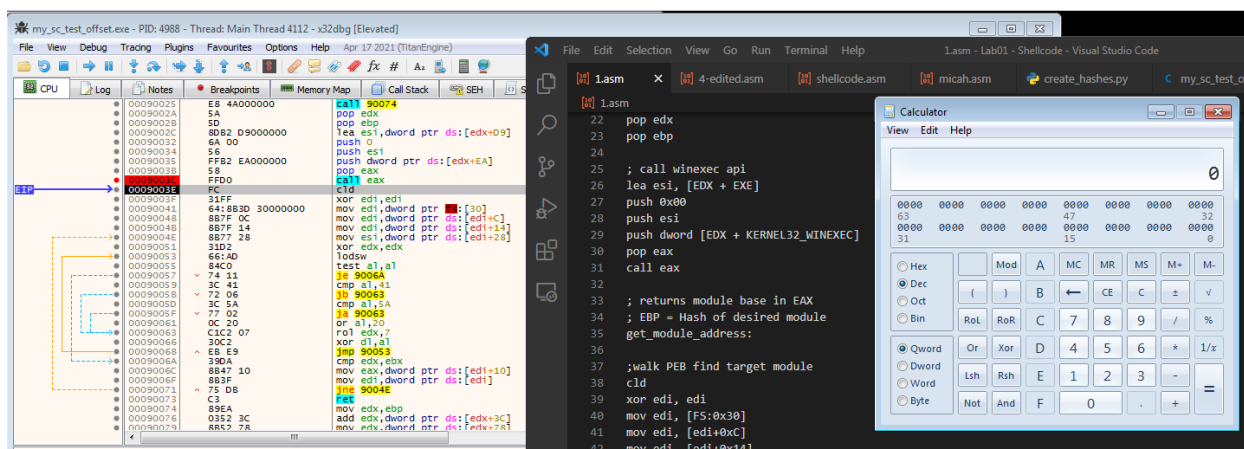 my_sc_test_offset.exe - PID: 4988 - Thread: Main Thread 4112 - x32dbg [Elevated]
File View Debug Tracing Plugins Favourites Options Help Apr 17 2021 (TitanEngine)
CPU Log Notes Breakpoints Memory Map Call Stack SEH S
00090025 E8 4A000000 call 90074
0009002A 5A pop edx
0009002B 5D pop ebp
0009002C 8DB2 D9000000 lea esi,dword ptr ds:[edx+D9]
00090032 6A 00 push 0
00090034 56 push esi
00090035 FFB2 EA000000 push dword ptr ds:[edx+EA]
0009003B 58 pop eax
0009003C FFD0 call eax
EIP 0009003E FC cld
0009003F 31FF xor edi,edi
00090041 64:8B3D 30000000 mov edi,dword ptr fs:[30]
00090048 8B7F 0C mov edi,dword ptr ds:[edi+C]
0009004B 8B7F 14 mov edi,dword ptr ds:[edi+14]
0009004E 8B77 28 mov esi,dword ptr ds:[edi+28]
00090051 31D2 xor edx,edx
00090053 66:AD lodsw
00090055 84C0 test al,al
00090057 74 11 je 9006A
00090059 3C 41 cmp al,41
0009005B 72 06 jb 90063
0009005D 3C 5A cmp al,5A
0009005F 77 02 ja 90063
00090061 0C 20 or al,20
00090063 C1C2 07 rol edx,7
00090066 30C2 xor dl,al
00090068 EB E9 jmp 90053
0009006A 39DA cmp edx,ebx
0009006C 8B47 10 mov eax,dword ptr ds:[edi+10]
0009006F 8B3F mov edi,dword ptr ds:[edi]
00090071 75 DB jne 9004E
00090073 C3 ret
00090074 89EA mov edx,ebp
00090076 0352 3C add edx,dword ptr ds:[edx+3C]
00090079 8B52 78 mov edx,dword ptr ds:[edx+78]
File Edit Selection View Go Run Terminal Help 1.asm - Lab01 - Shellcode - Visual Studio Code
1.asm 4-edited.asm shellcode.asm micah.asm create_hashes.py C my_sc_test_o
1.asm
22 pop edx
23 pop ebp
24
25 ; call winexec api
26 lea esi, [EDX + EXE]
27 push 0x00
28 push esi
29 push dword [EDX + KERNEL32_WINEXEC]
30 pop eax
31 call eax
32
33 ; returns module base in EAX
34 ; EBP = Hash of desired module
35 get_module_address:
36
37 ;walk PEB find target module
38 cld
39 xor edi, edi
40 mov edi, [FS:0x30]
41 mov edi, [edi+0xC]
42 mov edi, [edi+0x14]
Calculator
View Edit Help
0
0000 0000 0000 0000 0000 0000 0000 0000
63 47 32
0000 0000 0000 0000 0000 0000 0000 0000
31 15 0
Hex Mod A MC MR MS M+ M-
Dec ( ) B ← CE C ± √
Oct RoL RoR C 7 8 9 / %
Bin
Qword Or Xor D 4 5 6 * 1/x
Dword Lsh Rsh E 1 2 3 - =
Word
Byte Not And F 0 . +